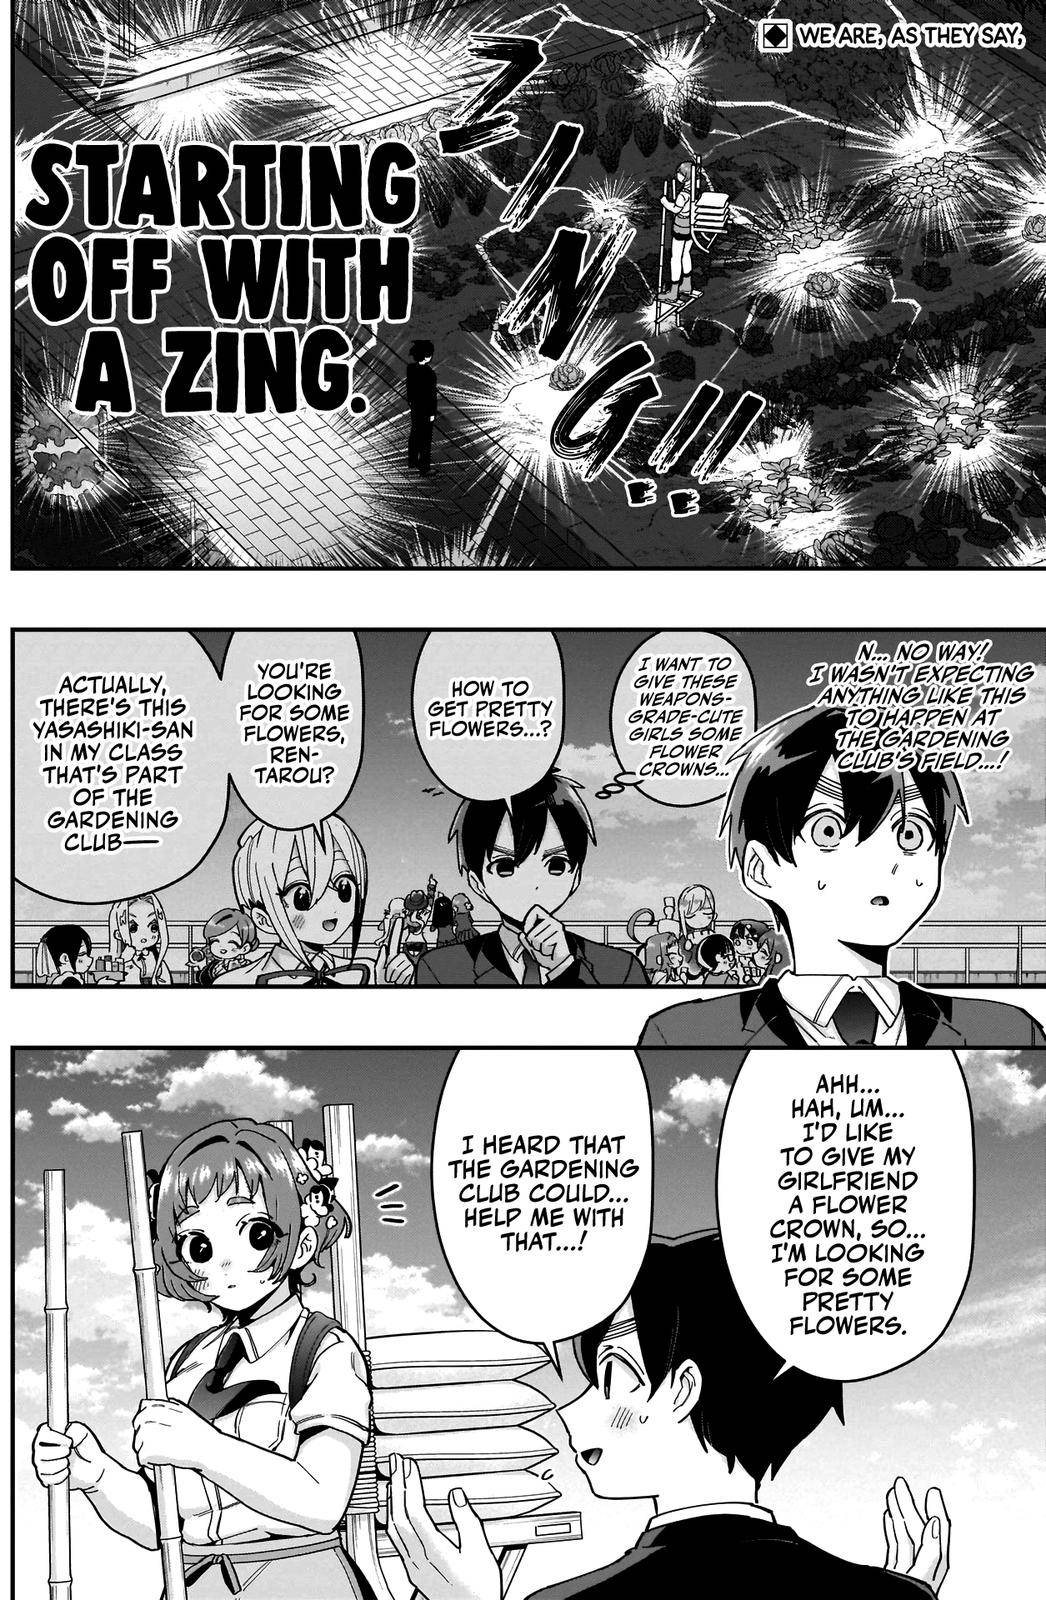 WE ARE, AS THEY SAY,
STARTING
OFF WITH
A ZING.
ZING!!
N... NO WAY!
I WASN'T EXPECTING
ANYTHING LIKE THIS
TO HAPPEN AT
THE GARDENING
CLUB'S FIELD...!
I WANT TO
GIVE THESE
WEAPONS-
GRADE-CUTE
GIRLS SOME
FLOWER
CROWNS...
HOW TO
GET PRETTY
FLOWERS...?
YOU'RE
LOOKING
FOR SOME
FLOWERS,
REN-
TAROU?
ACTUALLY,
THERE'S THIS
YASASHIKI-SAN
IN MY CLASS
THAT'S PART
OF THE
GARDENING
CLUB—
AHH...
HAH, UM...
I'D LIKE
TO GIVE MY
GIRLFRIEND
A FLOWER
CROWN, SO...
I'M LOOKING
FOR SOME
PRETTY
FLOWERS.
I HEARD THAT
THE GARDENING
CLUB COULD...
HELP ME WITH
THAT...!